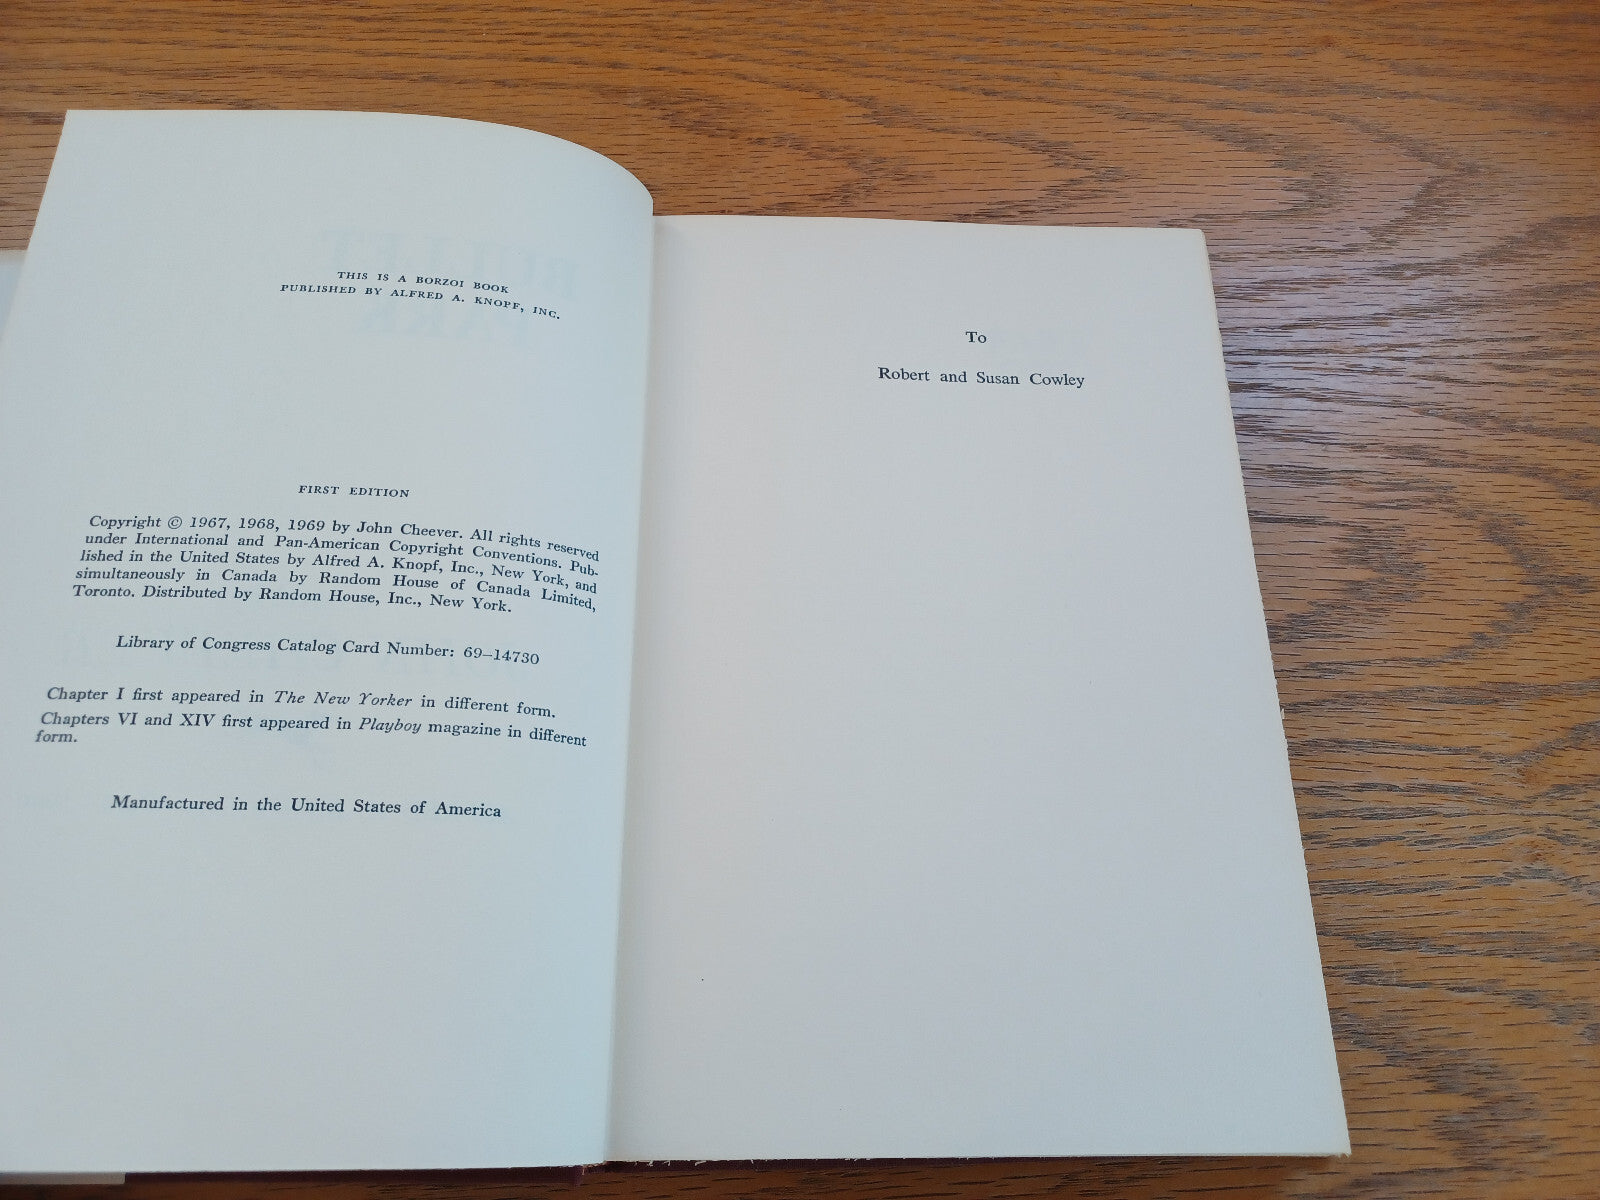 THIS IS A BORZOI BOOK
PUBLISHED BY ALFRED A. KNOPF, INC.
FIRST EDITION
Copyright © 1967, 1968, 1969 by John Cheever. All rights reserved
under International and Pan-American Copyright Conventions. Pub-
lished in the United States by Alfred A. Knopf, Inc., New York, and
simultaneously in Canada by Random House of Canada Limited,
Toronto. Distributed by Random House, Inc., New York.
Library of Congress Catalog Card Number: 69–14730
Chapter I first appeared in The New Yorker in different form.
Chapters VI and XIV first appeared in Playboy magazine in different
form.
Manufactured in the United States of America
To
Robert and Susan Cowley